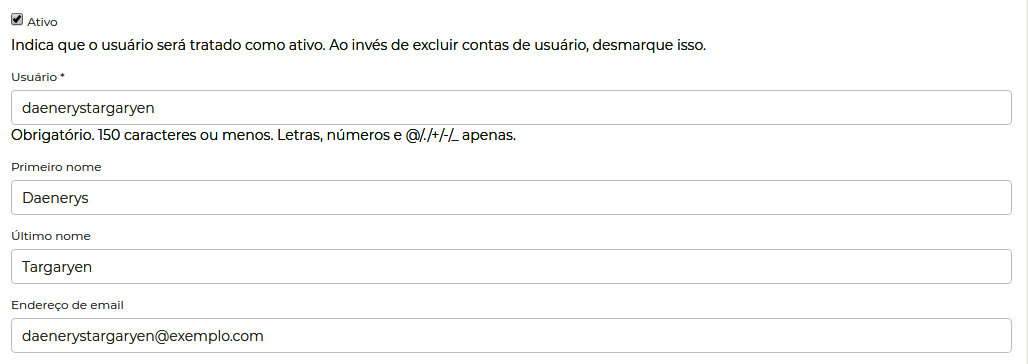 Ativo
Indica que o usuário será tratado como ativo. Ao invés de excluir contas de usuário, desmarque isso.
Usuário *
daenerystargaryen
Obrigatório. 150 caracteres ou menos. Letras, números e @/./+/-/_ apenas.
Primeiro nome
Daenerys
Último nome
Targaryen
Endereço de email
daenerystargaryen@exemplo.com